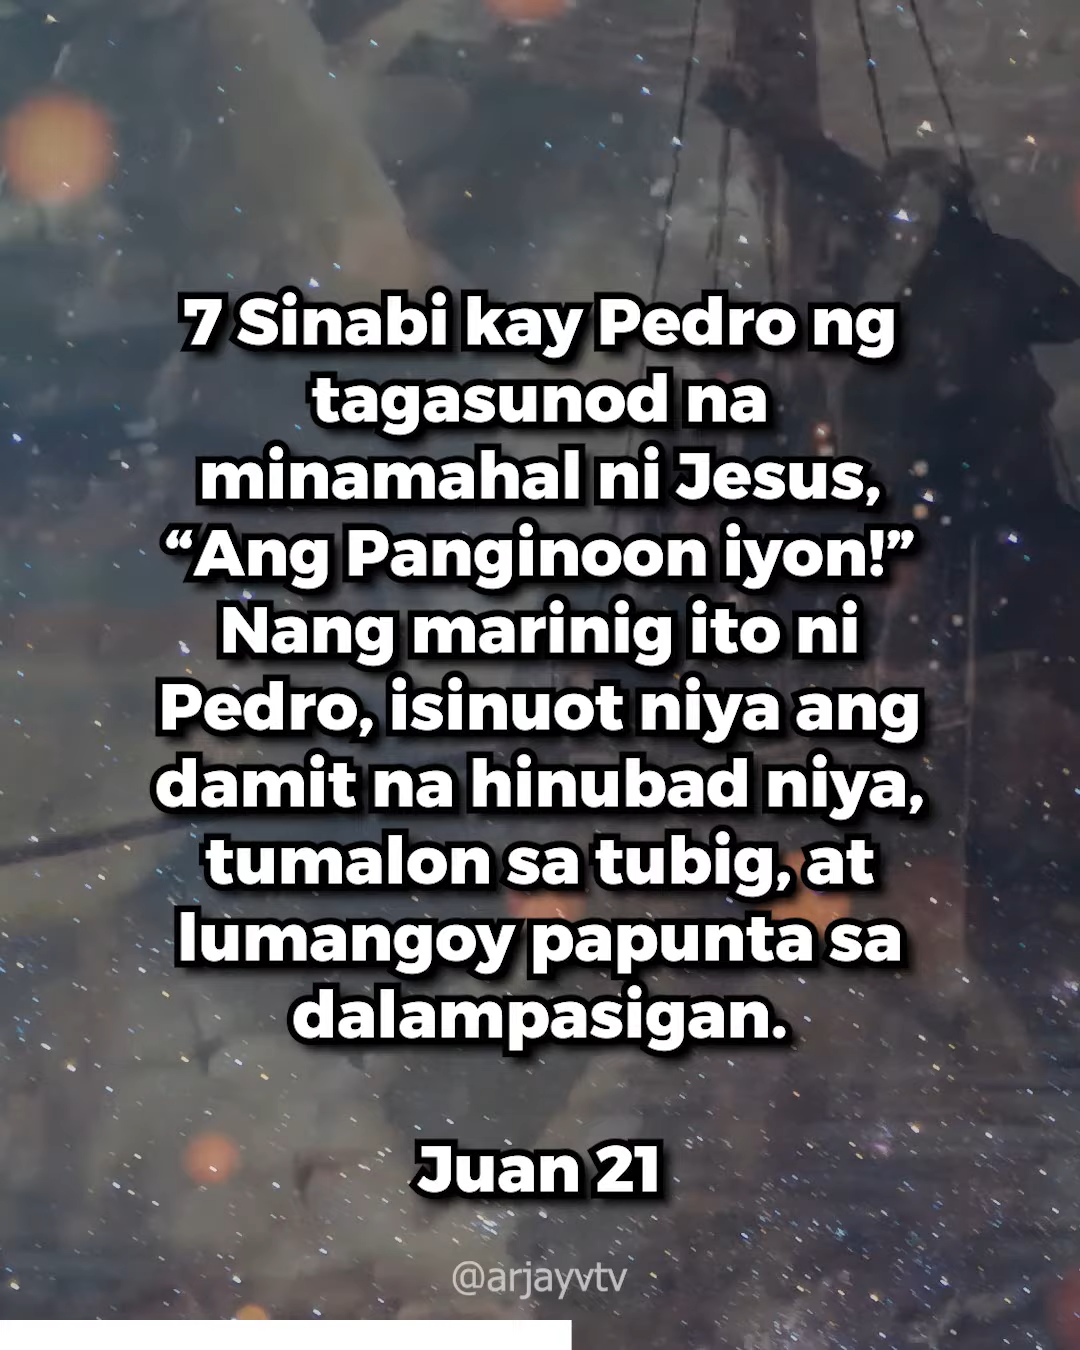 7 Sinabi kay Pedro ng
tagasunod na
minamahal ni Jesus,
“Ang Panginoon iyon!”
Nang marinig ito ni
Pedro, isinuot niya ang
damit na hinubad niya,
tumalon sa tubig, at
lumangoy papunta sa
dalampasigan.
Juan 21
@arjayvtv